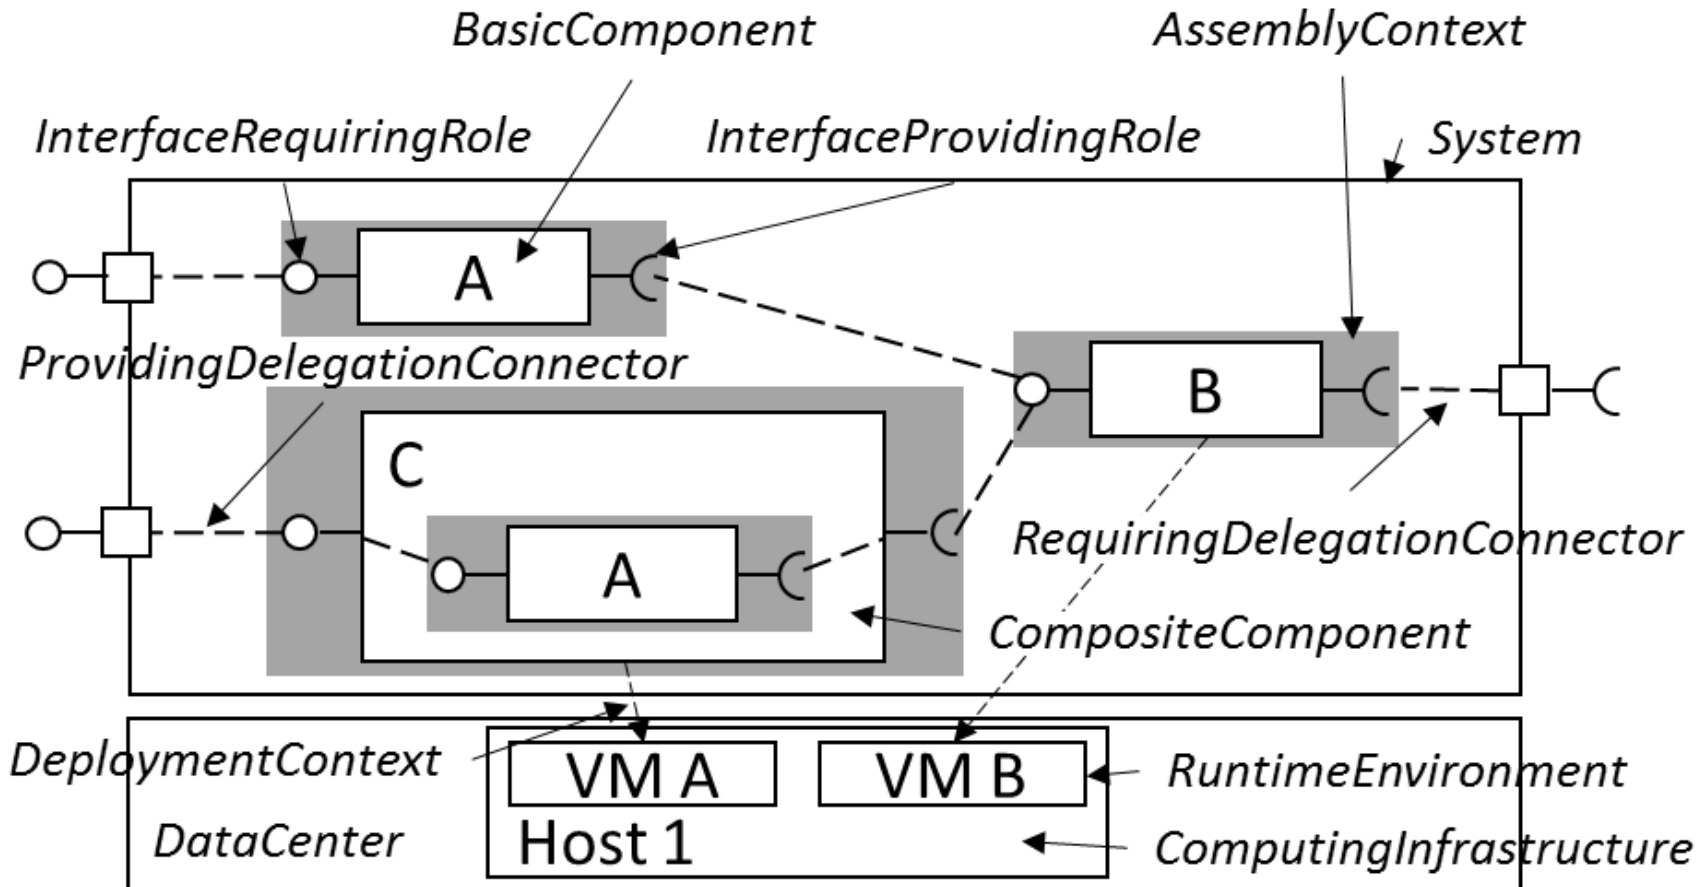 BasicComponent
AssemblyContext
InterfaceRequiringRole
InterfaceProvidingRole
System
A
ProvidingDelegationConnector
B
C
A
RequiringDelegationConnector
CompositeComponent
DeploymentContext
VM A
VM B
RuntimeEnvironment
DataCenter
Host 1
ComputingInfrastructure